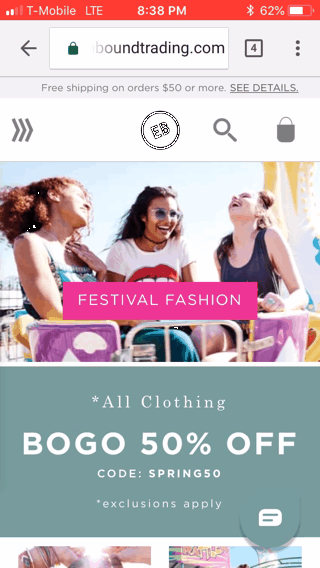 T-Mobile LTE 8:38 PM 62%
boundtrading.com 4
Free shipping on orders $50 or more. SEE DETAILS.
EB
FESTIVAL FASHION
*All Clothing
BOGO 50% OFF
CODE: SPRING50
*exclusions apply